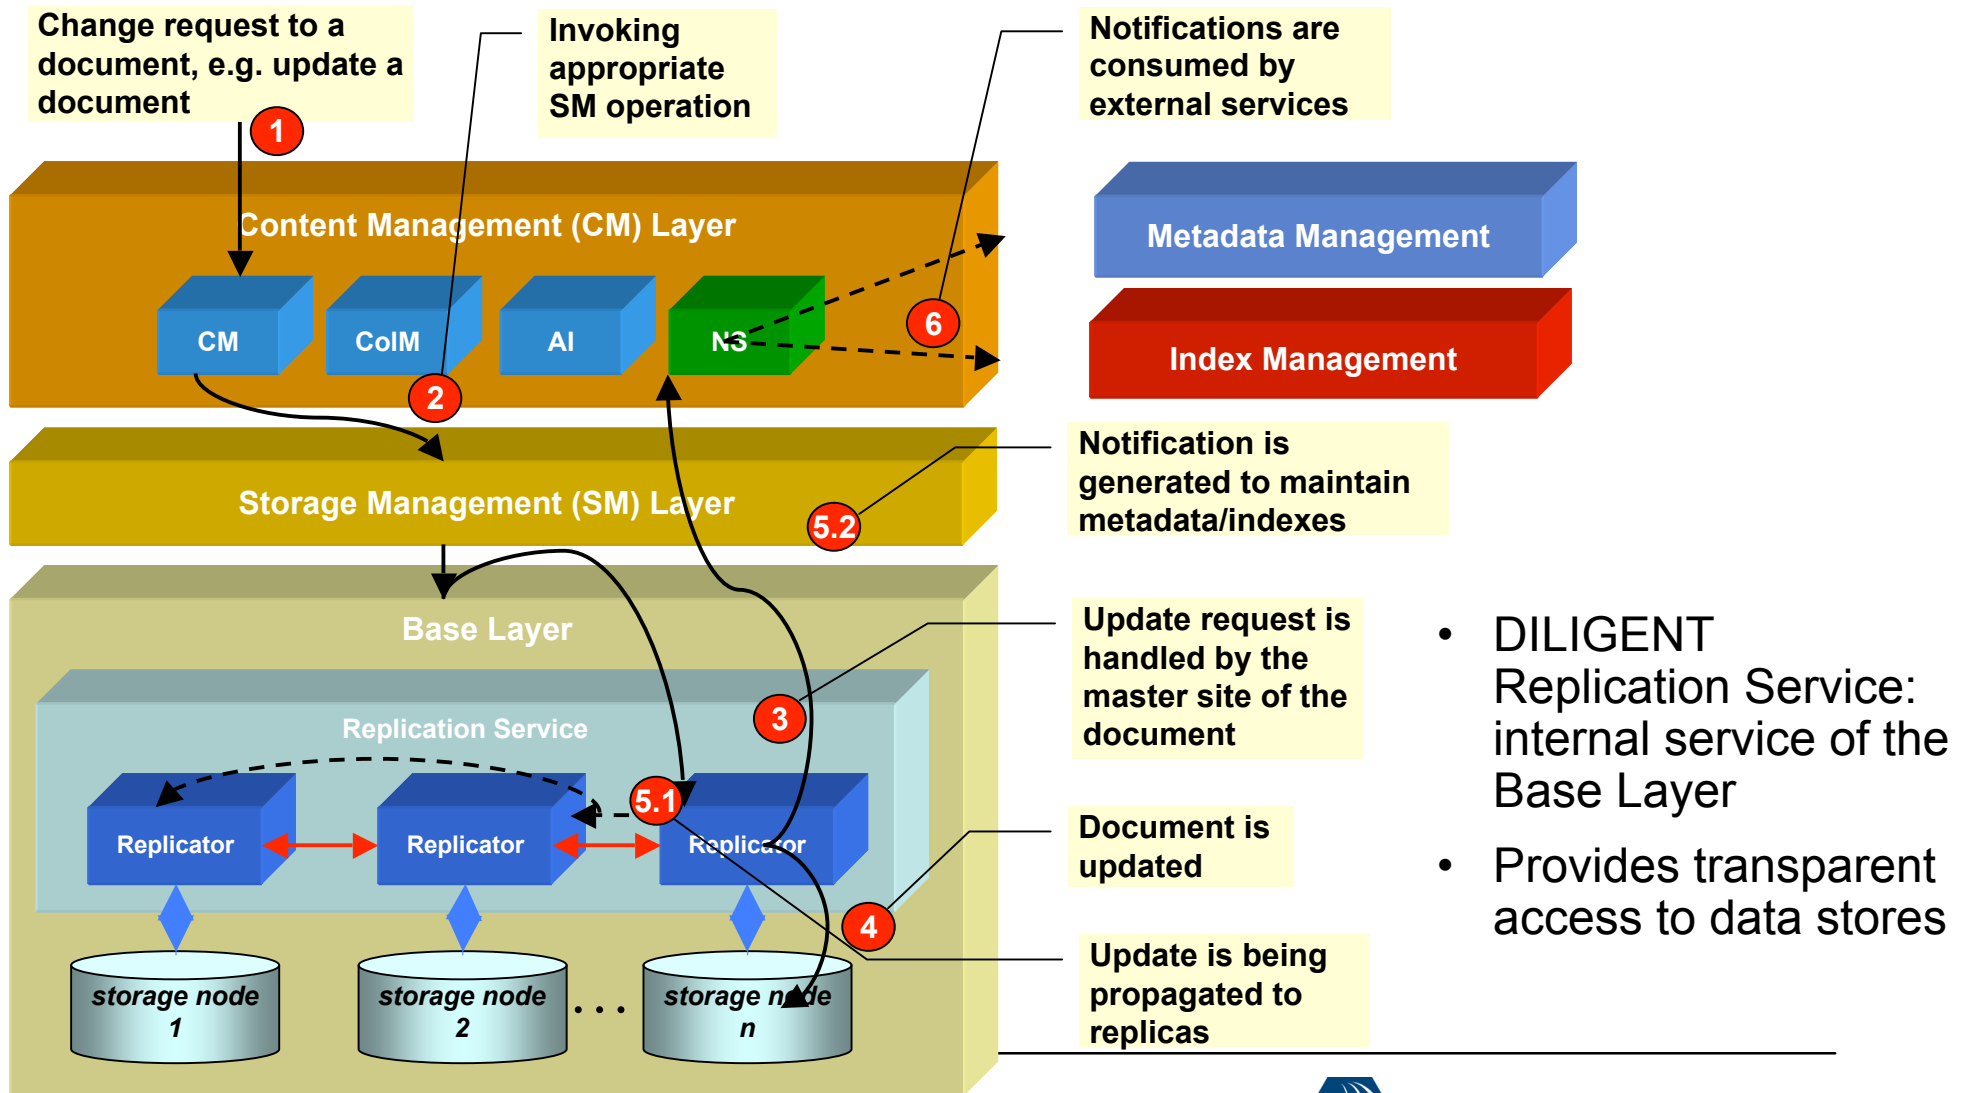 Change request to a
document, e.g. update a
document
Invoking
appropriate
SM operation
Notifications are
consumed by
external services
1
Content Management (CM) Layer
CM
ColM
AI
NS
6
2
Metadata Management
Index Management
Storage Management (SM) Layer
5.2
Notification is
generated to maintain
metadata/indexes
Base Layer
Update request is
handled by the
master site of the
document
3
Replication Service
5.1
Replicator
Replicator
Replicator
Document is
updated
4
Update is being
propagated to
replicas
storage node
1
storage node
2
. . .
storage node
n
• DILIGENT
Replication Service:
internal service of the
Base Layer
• Provides transparent
access to data stores